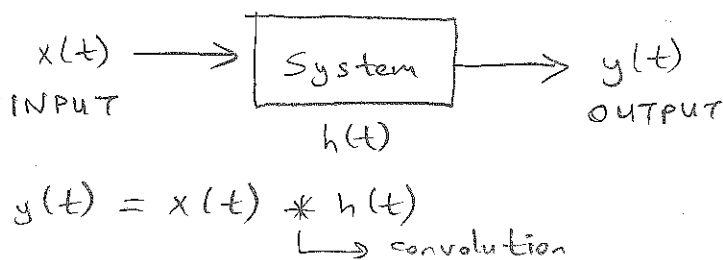 x(t) System y(t)
INPUT OUTPUT
h(t)
y(t) = x(t) * h(t)
convolution